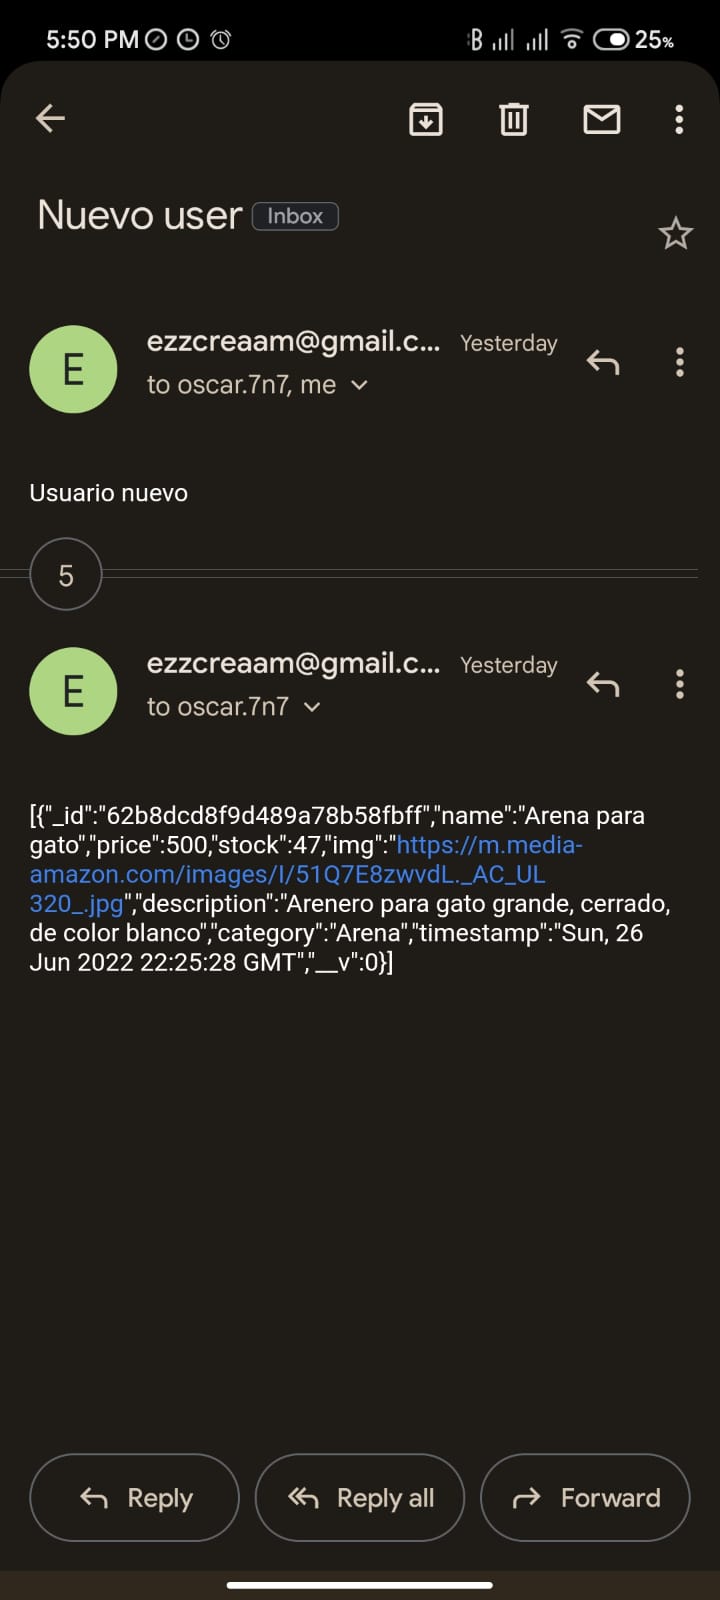 5:50 PM
25%
Nuevo user Inbox
E
ezzcreaam@gmail.c... Yesterday
to oscar.7n7, me
Usuario nuevo
5
E
ezzcreaam@gmail.c... Yesterday
to oscar.7n7
[{"_id":"62b8dcd8f9d489a78b58fbff","name":"Arena para
gato","price":500,"stock":47,"img":"https://m.media-
amazon.com/images/I/51Q7E8zwvdL._AC_UL
320_.jpg","description":"Arenero para gato grande, cerrado,
de color blanco","category":"Arena","timestamp":"Sun, 26
Jun 2022 22:25:28 GMT","__v":0}]
Reply
Reply all
Forward